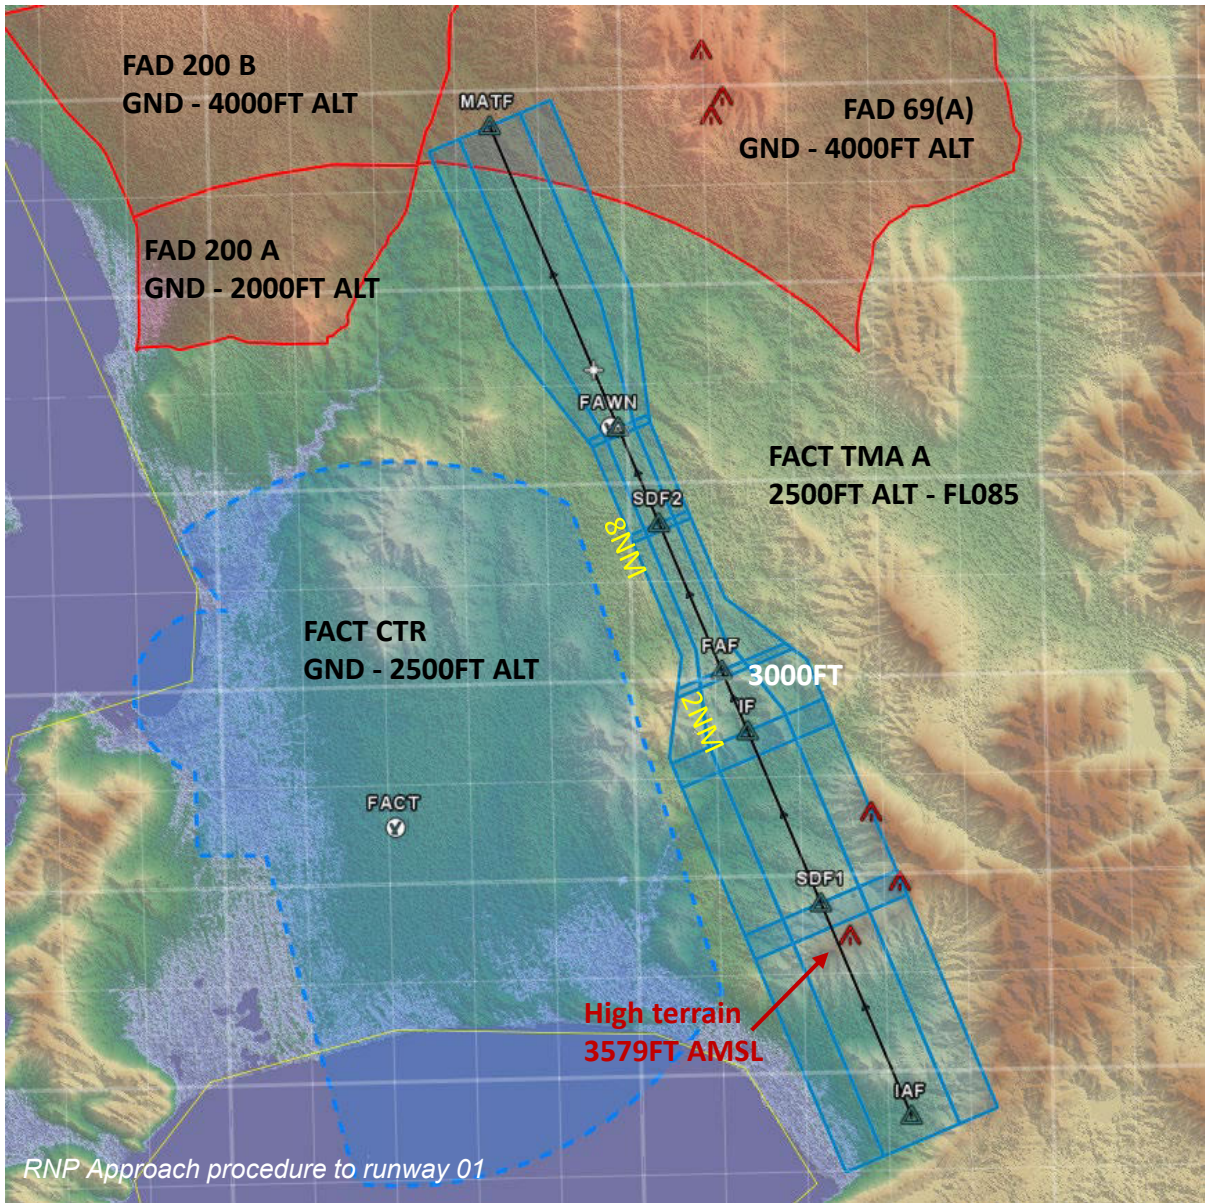 FAD 200 B
GND - 4000FT ALT
MATF
FAD 69(A)
GND - 4000FT ALT
FAD 200 A
GND - 2000FT ALT
FAWN
FACT TMA A
2500FT ALT - FL085
SDF2
8NM
FACT CTR
GND - 2500FT ALT
FAF
3000FT
2NM
IF
FACT
SDF1
High terrain
3579FT AMSL
IAF
RNP Approach procedure to runway 01